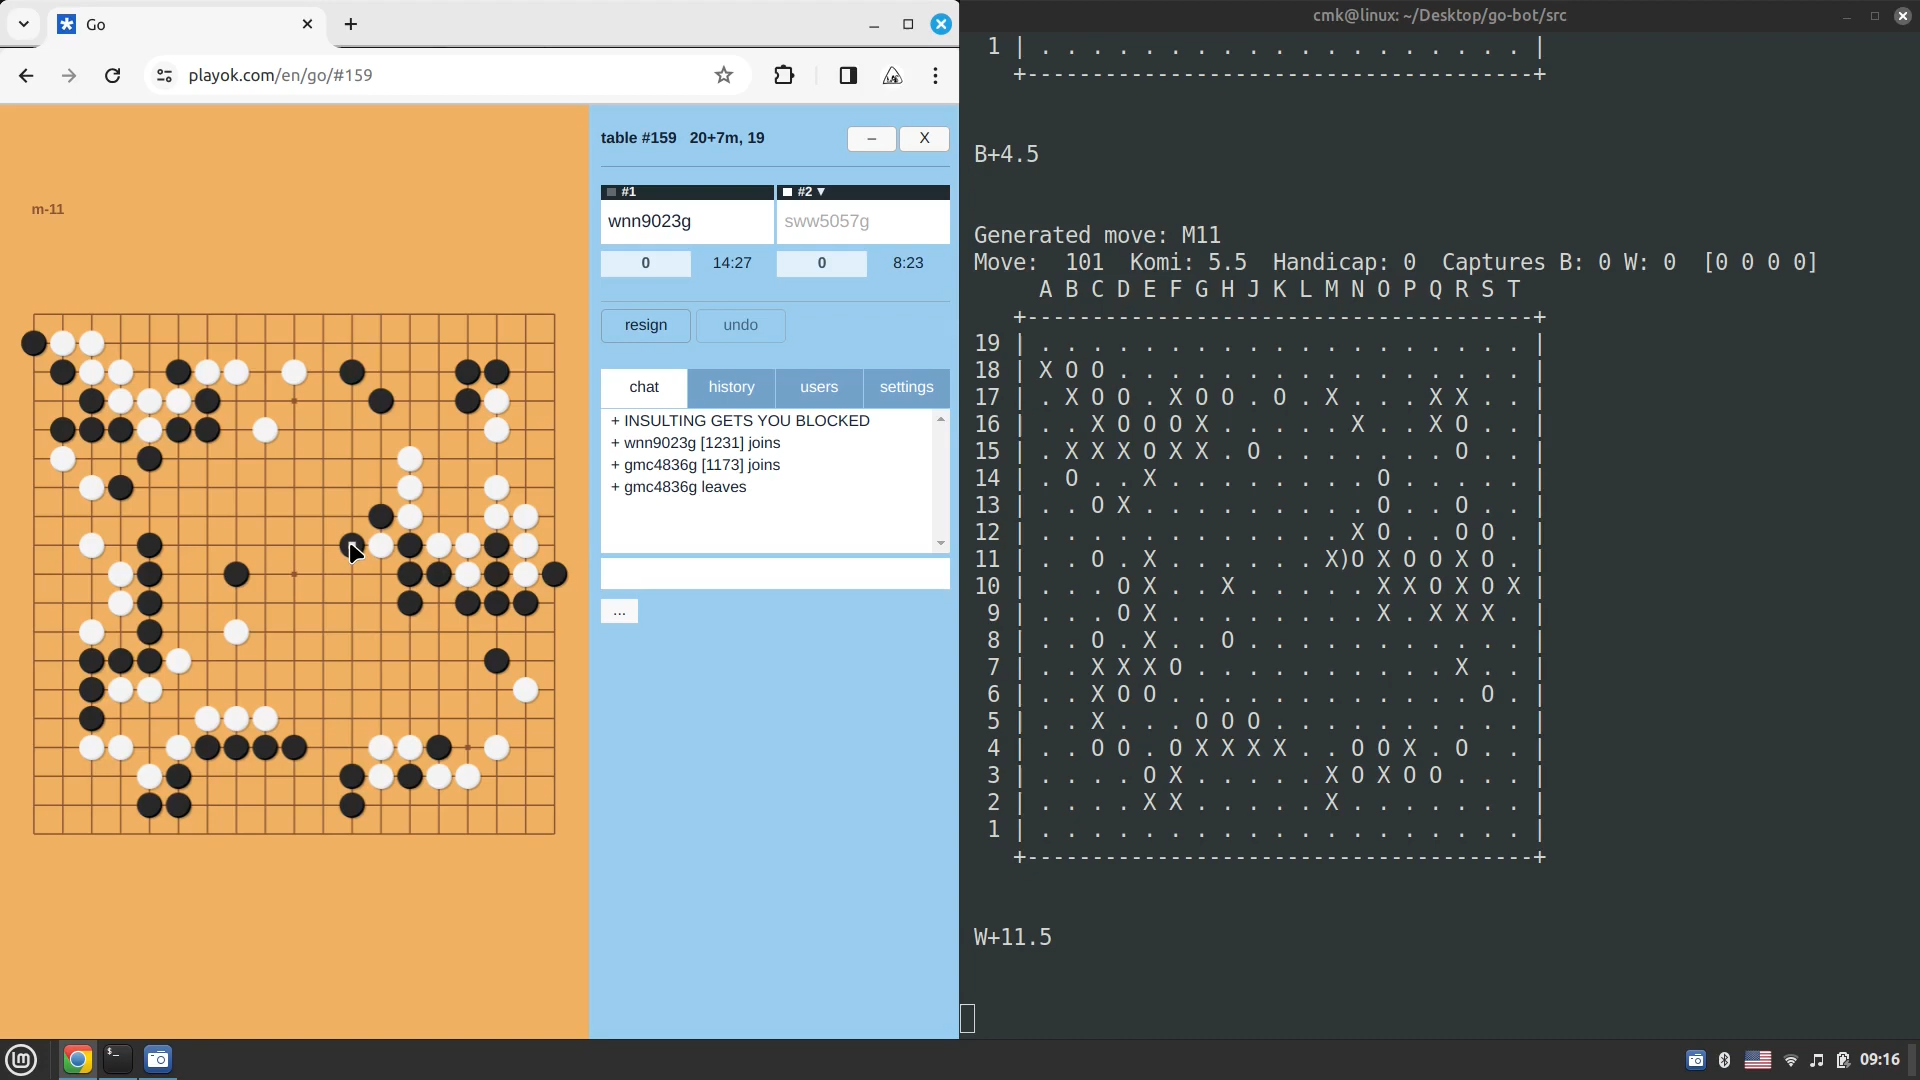 Go
playok.com/en/go/#159
m-11
table #159 20+7m, 19
– X
#1 #2 ▼
wnn9023g sww5057g
0 14:27 0 8:23
resign undo
chat history users settings
+ INSULTING GETS YOU BLOCKED
+ wnn9023g [1231] joins
+ gmc4836g [1173] joins
+ gmc4836g leaves
...
cmk@linux: ~/Desktop/go-bot/src
1 | . . . . . . . . . . . . . . . . . . . |
+--------------------------------------+
B+4.5
Generated move: M11
Move: 101 Komi: 5.5 Handicap: 0 Captures B: 0 W: 0 [0 0 0 0]
A B C D E F G H J K L M N O P Q R S T
+--------------------------------------+
19 | . . . . . . . . . . . . . . . . . . . |
18 | X O O . . . . . . . . . . . . . . . . |
17 | . X O O . X O O . O . X . . . X X . . |
16 | . . X O O O X . . . . . X . . X O . . |
15 | . X X X O X X . O . . . . . . . O . . |
14 | . O . . X . . . . . . . . O . . . . . |
13 | . . O X . . . . . . . . . O . . O . . |
12 | . . . . . . . . . . . . X O . . O O . |
11 | . . O . X . . . . . . X)O X O O X O . |
10 | . . . O X . . X . . . . . X X O X O X |
9 | . . . O X . . . . . . . . X . X X X . |
8 | . . O . X . . O . . . . . . . . . . . |
7 | . . X X X O . . . . . . . . . . X . . |
6 | . . X O O . . . . . . . . . . . . O . |
5 | . . X . . . O O O . . . . . . . . . . |
4 | . . O O . O X X X X . . O O X . O . . |
3 | . . . . O X . . . . . X O X O O . . . |
2 | . . . . X X . . . . . X . . . . . . . |
1 | . . . . . . . . . . . . . . . . . . . |
+--------------------------------------+
W+11.5
09:16